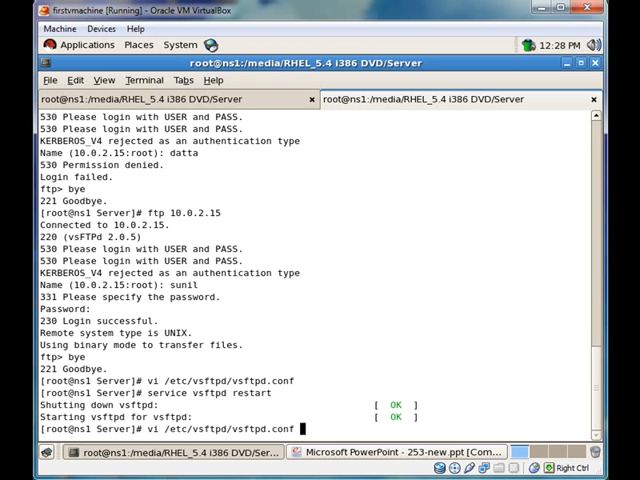 firstvmachine [Running] - Oracle VM VirtualBox
Machine Devices Help
Applications Places System 12:28 PM
root@ns1:/media/RHEL_5.4 i386 DVD/Server
File Edit View Terminal Tabs Help
root@ns1:/media/RHEL_5.4 i386 DVD/Server root@ns1:/media/RHEL_5.4 i386 DVD/Server
530 Please login with USER and PASS.
530 Please login with USER and PASS.
KERBEROS_V4 rejected as an authentication type
Name (10.0.2.15:root): datta
530 Permission denied.
Login failed.
ftp> bye
221 Goodbye.
[root@ns1 Server]# ftp 10.0.2.15
Connected to 10.0.2.15.
220 (vsFTPd 2.0.5)
530 Please login with USER and PASS.
530 Please login with USER and PASS.
KERBEROS_V4 rejected as an authentication type
Name (10.0.2.15:root): sunil
331 Please specify the password.
Password:
230 Login successful.
Remote system type is UNIX.
Using binary mode to transfer files.
ftp> bye
221 Goodbye.
[root@ns1 Server]# vi /etc/vsftpd/vsftpd.conf
[root@ns1 Server]# service vsftpd restart
Shutting down vsftpd: [ OK ]
Starting vsftpd for vsftpd: [ OK ]
[root@ns1 Server]# vi /etc/vsftpd/vsftpd.conf
root@ns1:/media/RHEL_5.4 i386 DVD/Ser... Microsoft PowerPoint - 253-new.ppt [Com...
Right Ctrl